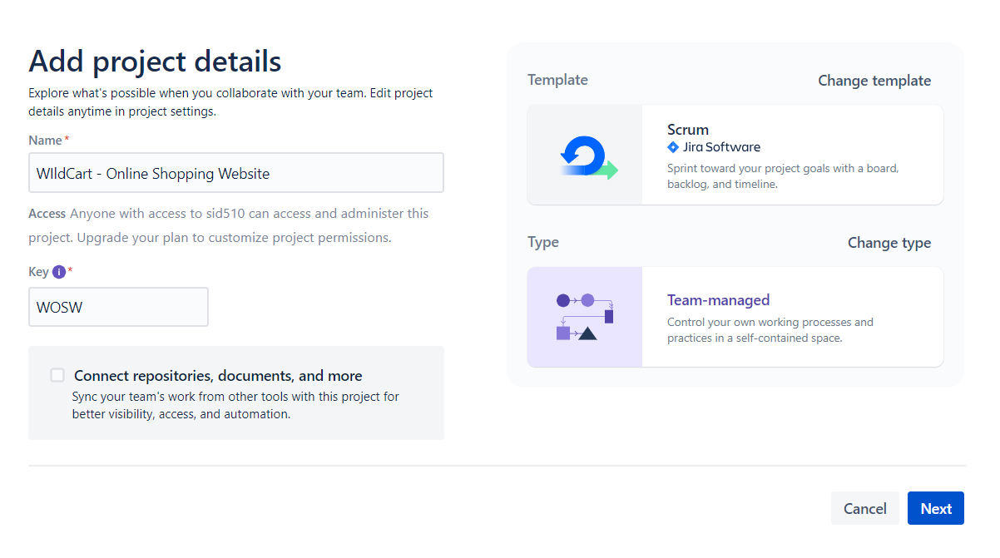 Add project details
Explore what's possible when you collaborate with your team. Edit project
details anytime in project settings.
Name *
WIldCart - Online Shopping Website
Access Anyone with access to sid510 can access and administer this
project. Upgrade your plan to customize project permissions.
Key i *
WOSW
Connect repositories, documents, and more
Sync your team's work from other tools with this project for
better visibility, access, and automation.
Template
Change template
Scrum
Jira Software
Sprint toward your project goals with a board,
backlog, and timeline.
Type
Change type
Team-managed
Control your own working processes and
practices in a self-contained space.
Cancel
Next